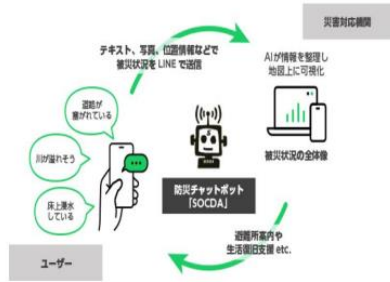 災害対応機関
テキスト、写真、位置情報などで
被災状況を LINE で送信
AIが情報を整理し
地図上に可視化
道路が
塞がれている
川が溢れそう
床上浸水
している
被災状況の全体像
防災チャットボット
「SOCDA」
避難所案内や
生活復旧支援 etc.
ユーザー